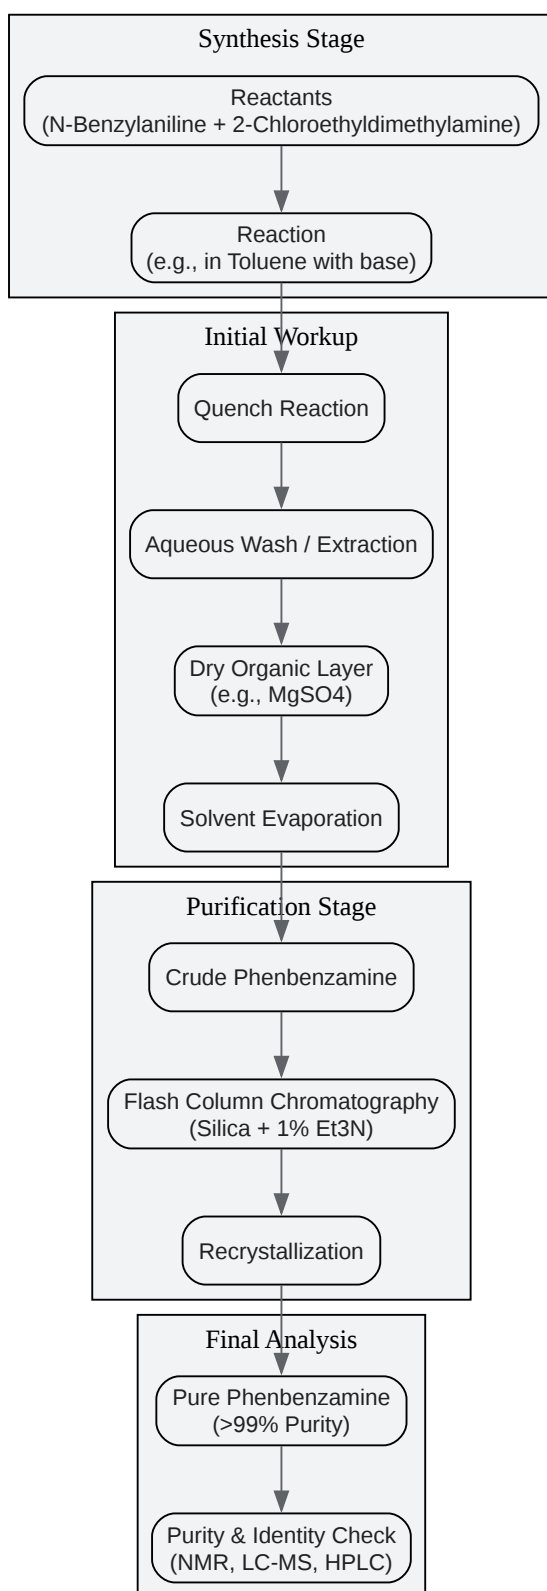 Synthesis Stage
Reactants
(N-Benzylaniline + 2-Chloroethyldimethylamine)
Reaction
(e.g., in Toluene with base)
Initial Workup
Quench Reaction
Aqueous Wash / Extraction
Dry Organic Layer
(e.g., MgSO4)
Solvent Evaporation
Purification Stage
Crude Phenbenzamine
Flash Column Chromatography
(Silica + 1% Et3N)
Recrystallization
Final Analysis
Pure Phenbenzamine
(>99% Purity)
Purity & Identity Check
(NMR, LC-MS, HPLC)